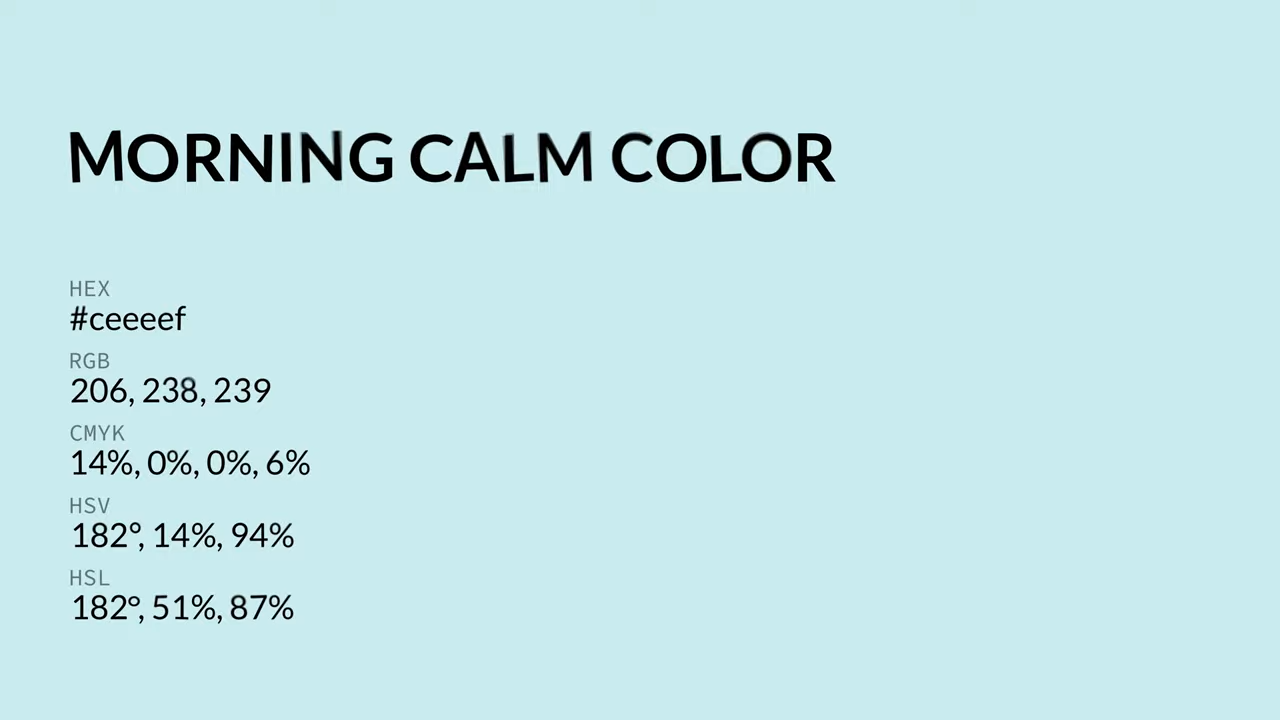 MORNING CALM COLOR
HEX
#ceeeef
RGB
206, 238, 239
CMYK
14%, 0%, 0%, 6%
HSV
182°, 14%, 94%
HSL
182°, 51%, 87%